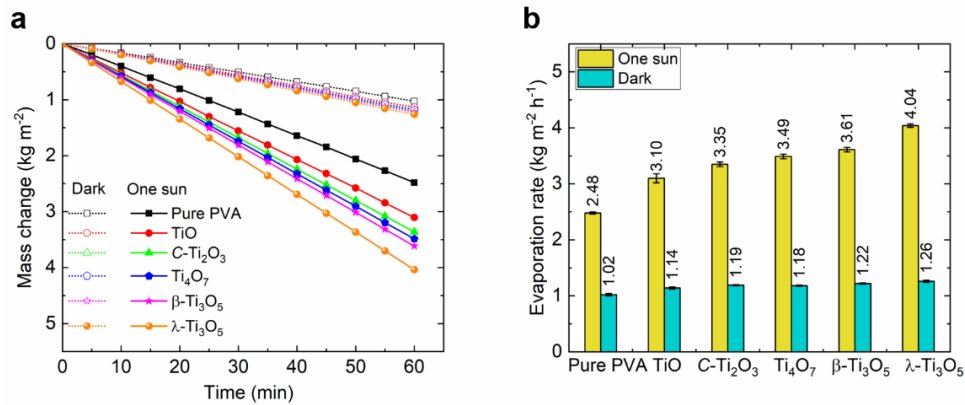 a
0
1
2
3
4
5
Mass change (kg m⁻²)
Dark One sun
Pure PVA
TiO
C-Ti₂O₃
Ti₄O₇
β-Ti₃O₅
λ-Ti₃O₅
0 10 20 30 40 50 60
Time (min)
b
One sun
Dark
5
4
3
2
1
0
Evaporation rate (kg m⁻² h⁻¹)
2.48
1.02
3.10
1.14
3.35
1.19
3.49
1.18
3.61
1.22
4.04
1.26
Pure PVA TiO C-Ti₂O₃ Ti₄O₇ β-Ti₃O₅ λ-Ti₃O₅